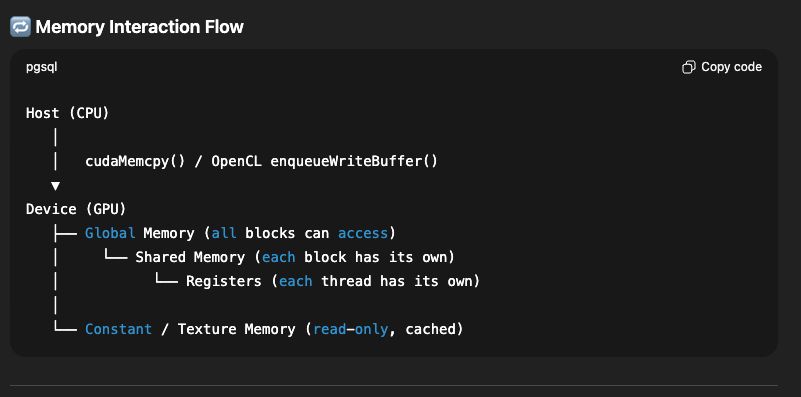 🔁 Memory Interaction Flow
pgsql
Copy code
Host (CPU)
│
│   cudaMemcpy() / OpenCL enqueueWriteBuffer()
▼
Device (GPU)
├── Global Memory (all blocks can access)
│     └── Shared Memory (each block has its own)
│           └── Registers (each thread has its own)
│
└── Constant / Texture Memory (read-only, cached)